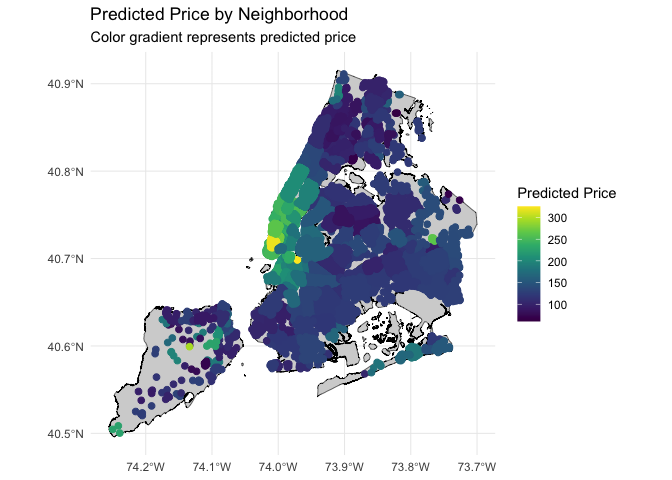 Predicted Price by Neighborhood
Color gradient represents predicted price
40.9°N
40.8°N
40.7°N
40.6°N
40.5°N
74.2°W 74.1°W 74.0°W 73.9°W 73.8°W 73.7°W
Predicted Price
300
250
200
150
100